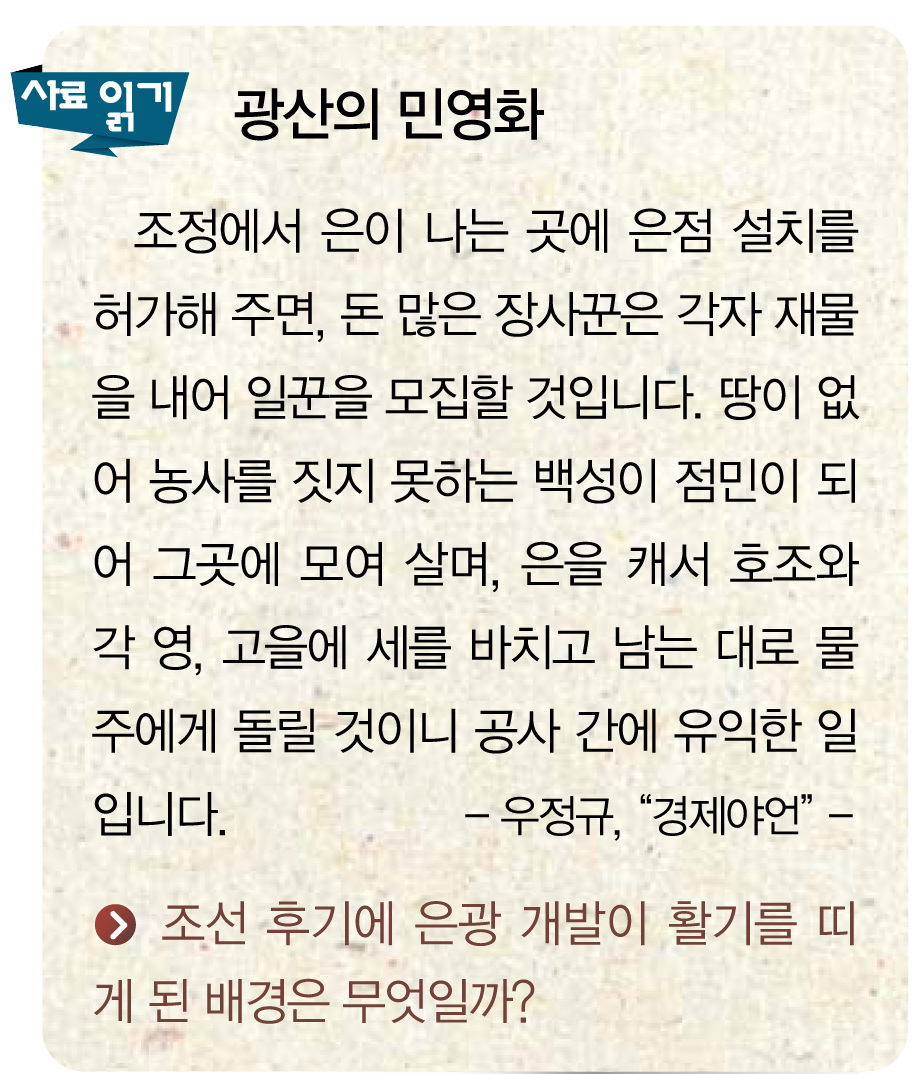 사료 읽기
광산의 민영화
조정에서 은이 나는 곳에 은점 설치를
허가해 주면, 돈 많은 장사꾼은 각자 재물
을 내어 일꾼을 모집할 것입니다. 땅이 없
어 농사를 짓지 못하는 백성이 점민이 되
어 그곳에 모여 살며, 은을 캐서 호조와
각 영, 고을에 세를 바치고 남는 대로 물
주에게 돌릴 것이니 공사 간에 유익한 일
입니다. – 우정규, “경제야언” –
조선 후기에 은광 개발이 활기를 띠
게 된 배경은 무엇일까?